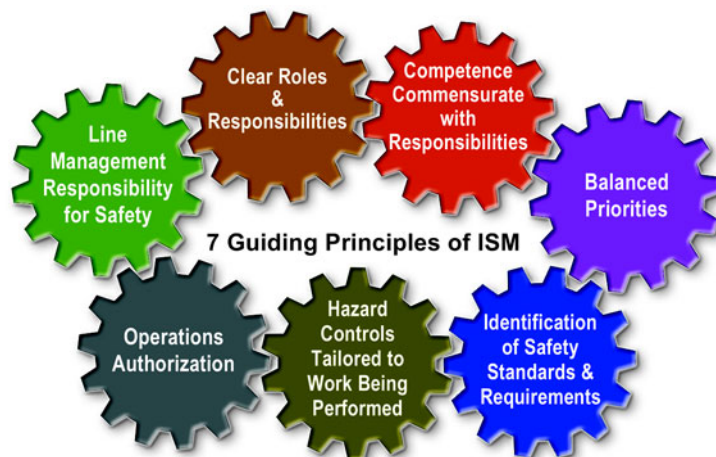 Line
Management
Responsibility
for Safety
Clear Roles
&
Responsibilities
Competence
Commensurate
with
Responsibilities
Balanced
Priorities
7 Guiding Principles of ISM
Operations
Authorization
Hazard
Controls
Tailored to
Work Being
Performed
Identification
of Safety
Standards &
Requirements